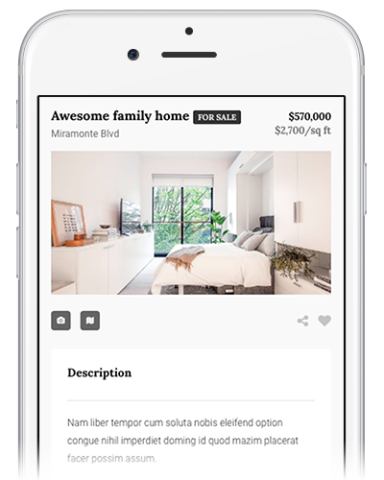 Awesome family home FOR SALE $570,000
Miramonte Blvd $2,700/sq ft
Description
Nam liber tempor cum soluta nobis eleifend option
congue nihil imperdiet doming id quod mazim placerat
facer possim assum.